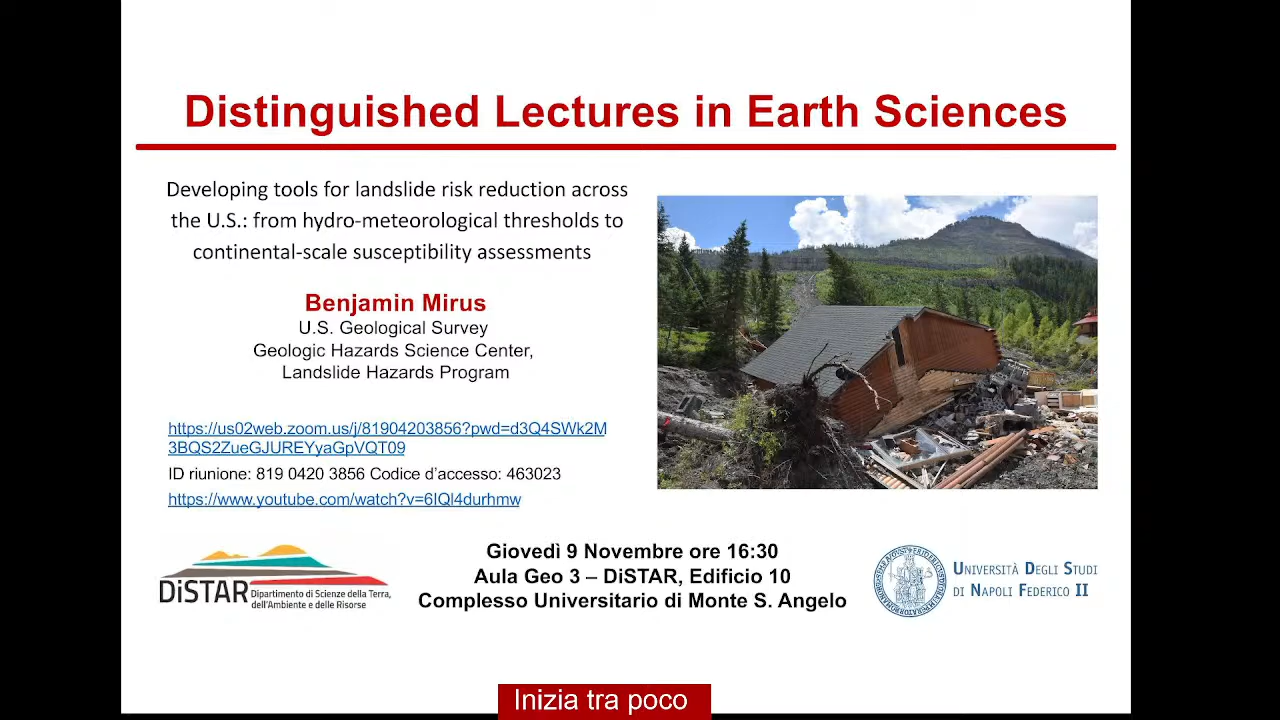 Distinguished Lectures in Earth Sciences
Developing tools for landslide risk reduction across
the U.S.: from hydro-meteorological thresholds to
continental-scale susceptibility assessments
Benjamin Mirus
U.S. Geological Survey
Geologic Hazards Science Center,
Landslide Hazards Program
https://us02web.zoom.us/j/81904203856?pwd=d3Q4SWk2M
3BQS2ZueGJUREYyaGpVQT09
ID riunione: 819 0420 3856 Codice d'accesso: 463023
https://www.youtube.com/watch?v=6IQl4durhmw
DiSTAR
Dipartimento di Scienze della Terra,
dell'Ambiente e delle Risorse
Giovedì 9 Novembre ore 16:30
Aula Geo 3 – DiSTAR, Edificio 10
Complesso Universitario di Monte S. Angelo
UNIVERSITÀ DEGLI STUDI
DI NAPOLI FEDERICO II
Inizia tra poco